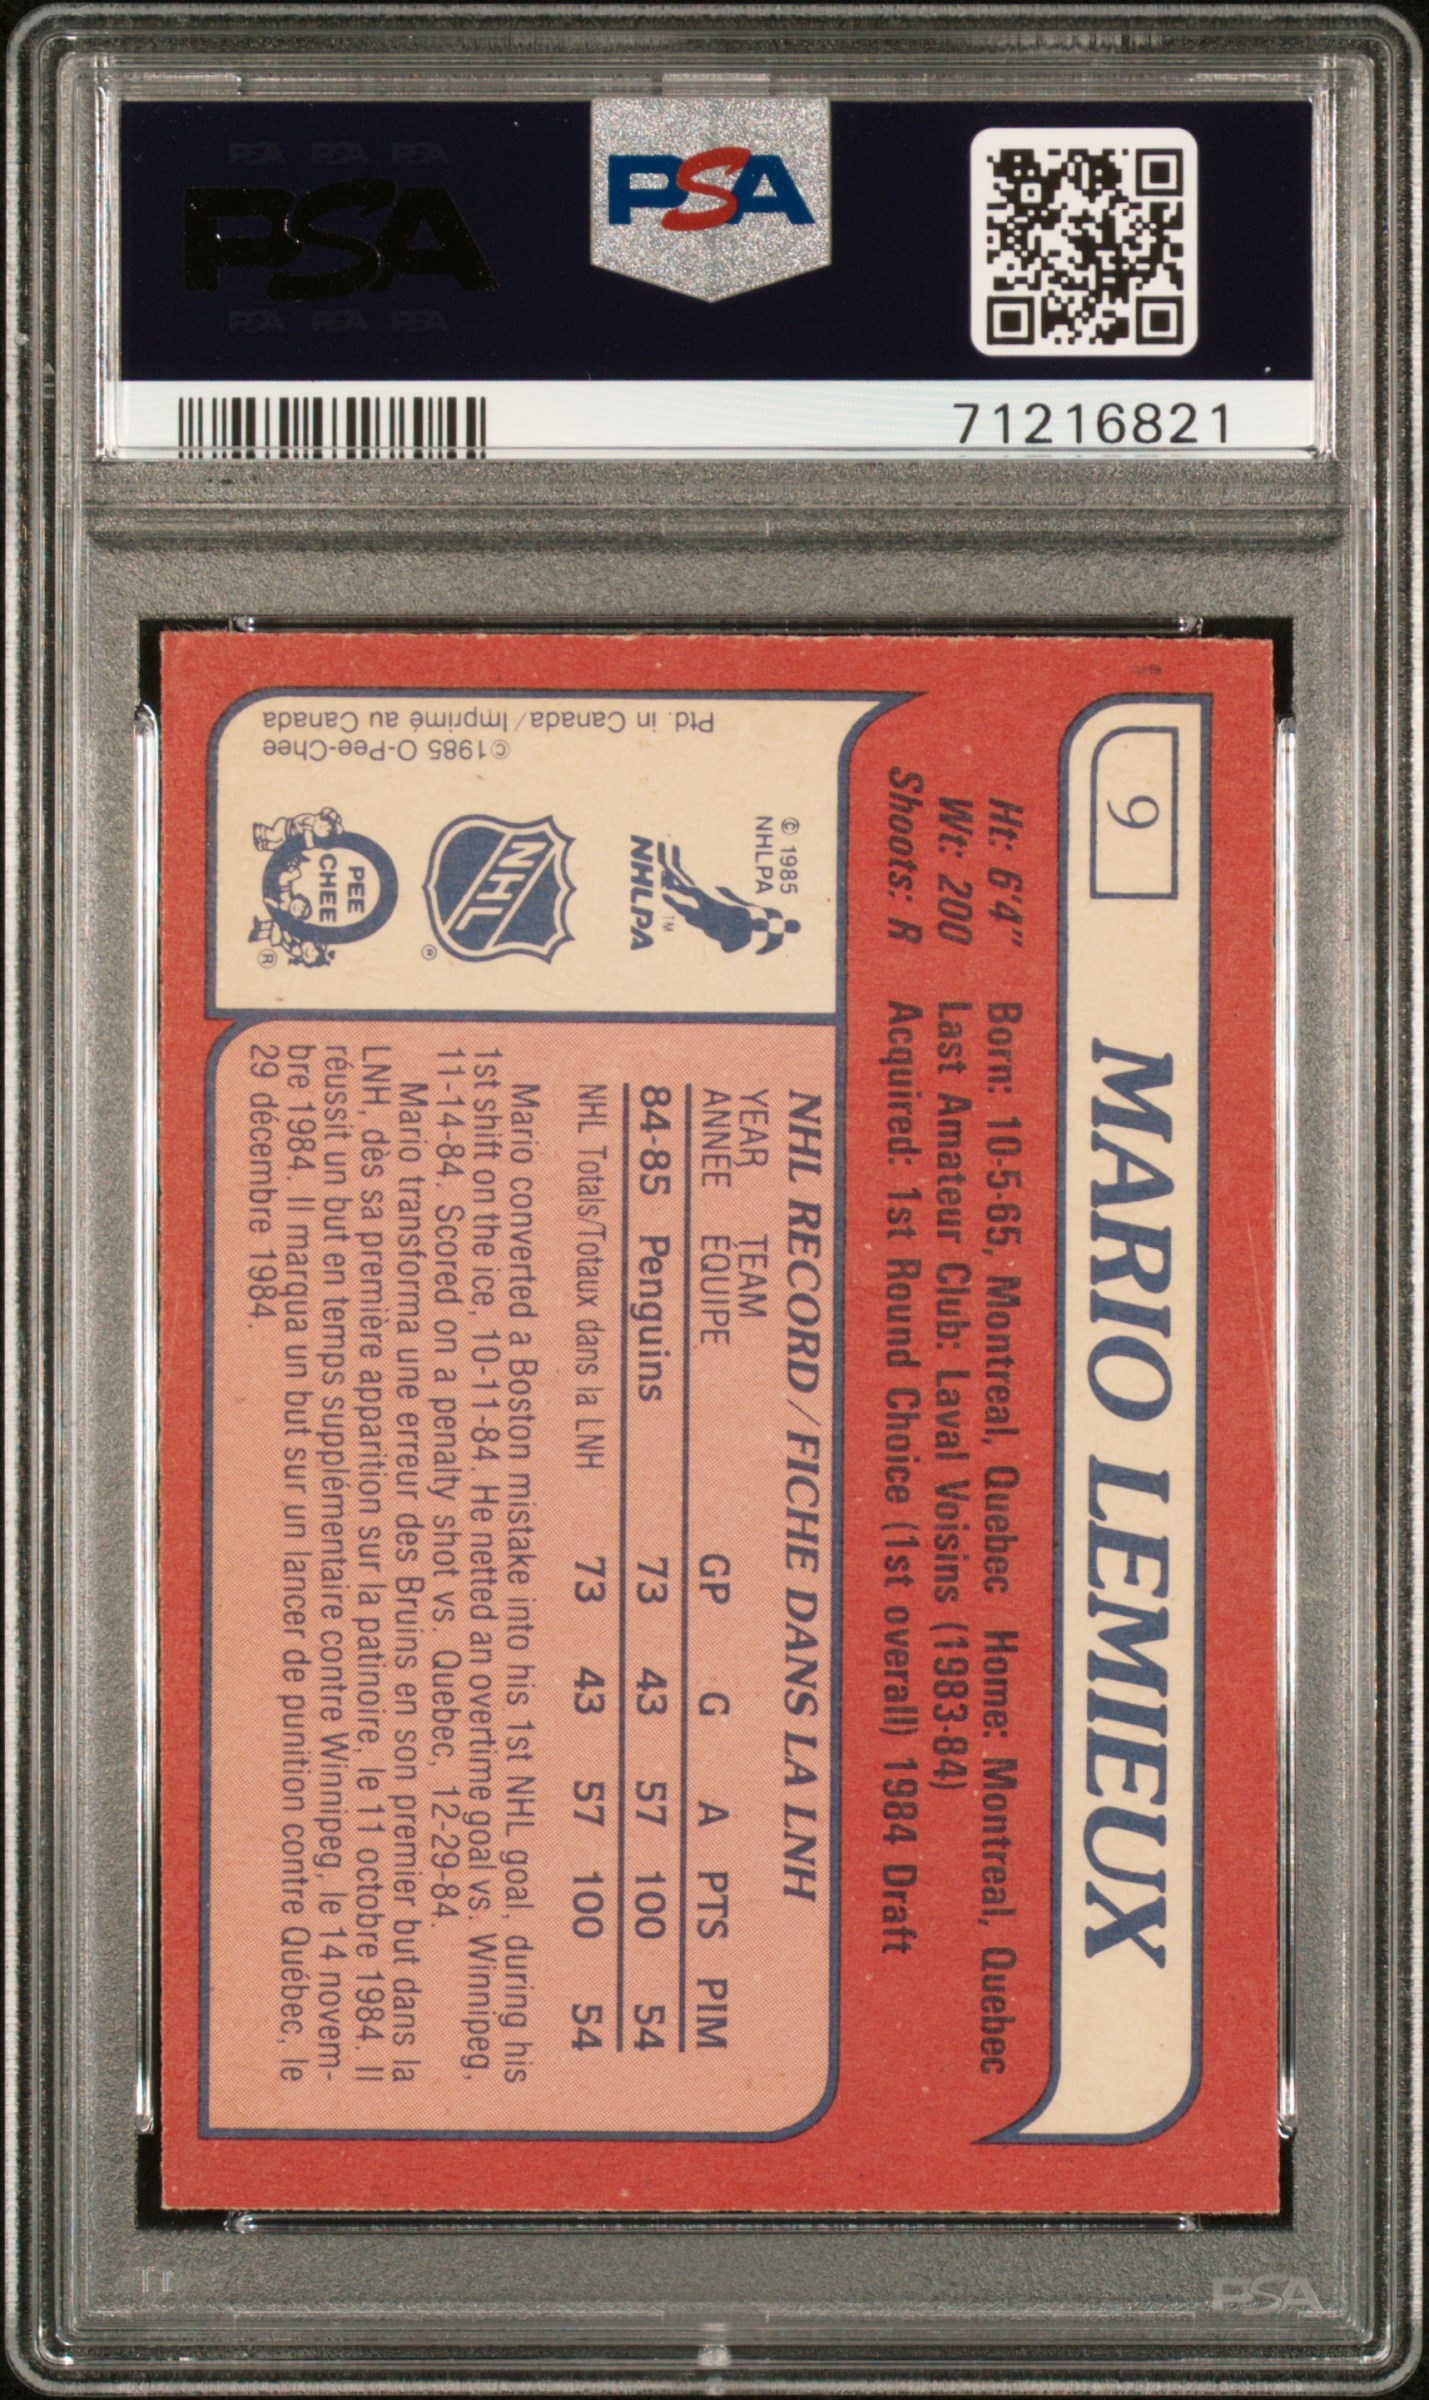 PSA PSA PSA
PSA
PSA PSA PSA
PSA
71216821
9
MARIO LEMIEUX
Ht: 6'4" Born: 10-5-65, Montreal, Quebec Home: Montreal, Quebec
Wt: 200 Last Amateur Club: Laval Voisins (1983-84)
Shoots: R Acquired: 1st Round Choice (1st overall) 1984 Draft
© 1985
NHLPA
NHLPA
TM
NHL
®
PEE
CHEE
®
©1985 O-Pee-Chee
Ptd. in Canada/Imprimé au Canada
NHL RECORD/FICHE DANS LA LNH
YEAR TEAM
ANNÉE ÉQUIPE GP G A PTS PIM
84-85 Penguins 73 43 57 100 54
NHL Totals/Totaux dans la LNH 73 43 57 100 54
Mario converted a Boston mistake into his 1st NHL goal, during his
1st shift on the ice, 10-11-84. He netted an overtime goal vs. Winnipeg,
11-14-84. Scored on a penalty shot vs. Quebec, 12-29-84.
Mario transforma une erreur des Bruins en son premier but dans la
LNH, dès sa première apparition sur la patinoire, le 11 octobre 1984. Il
réussit un but en temps supplémentaire contre Winnipeg, le 14 novem-
bre 1984. Il marqua un but sur un lancer de punition contre Québec, le
29 décembre 1984.
PSA